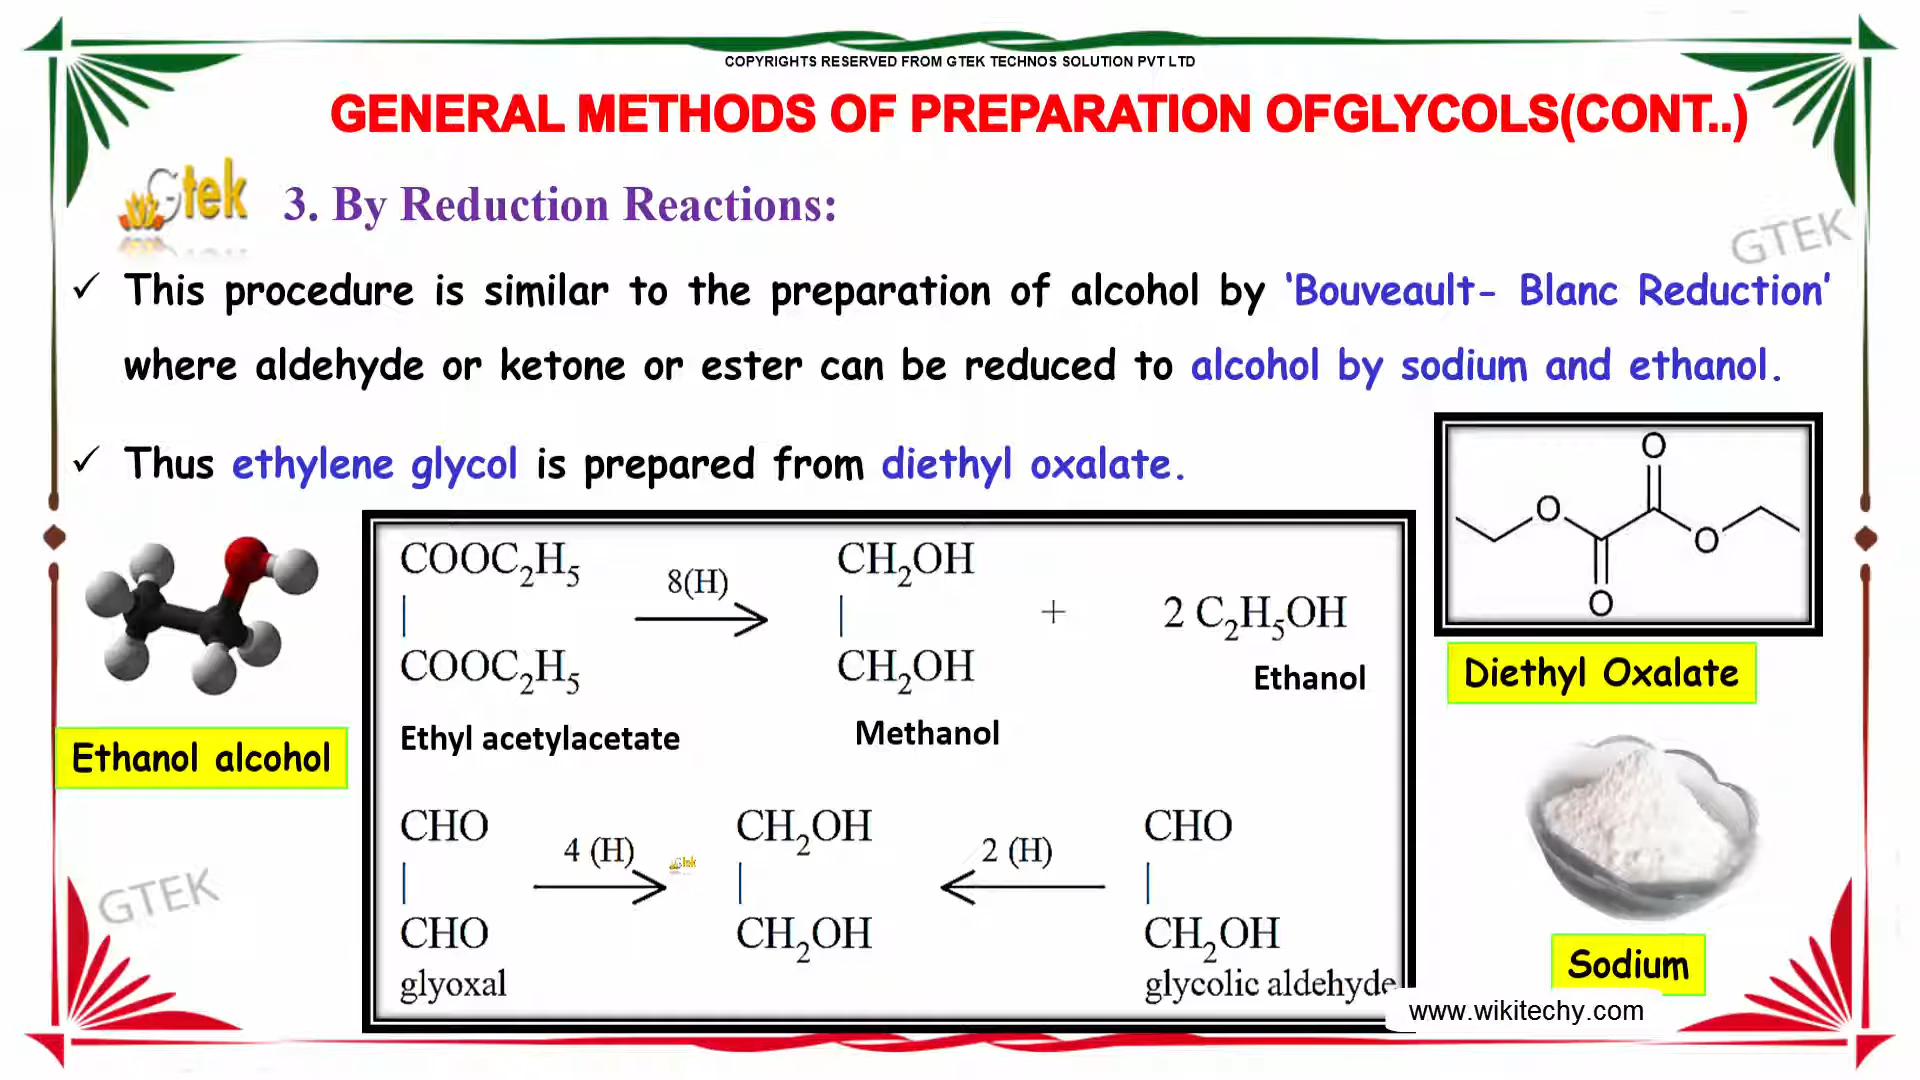 COPYRIGHTS RESERVED FROM GTEK TECHNOS SOLUTION PVT LTD
GENERAL METHODS OF PREPARATION OFGLYCOLS(CONT..)
Gtek
3. By Reduction Reactions:
GTEK
✓ This procedure is similar to the preparation of alcohol by ‘Bouveault- Blanc Reduction’
where aldehyde or ketone or ester can be reduced to alcohol by sodium and ethanol.
✓ Thus ethylene glycol is prepared from diethyl oxalate.
O
O
O
O
Diethyl Oxalate
Ethanol alcohol
COOC₂H₅ 8(H) CH₂OH
| | + 2 C₂H₅OH
COOC₂H₅ CH₂OH Ethanol
Ethyl acetylacetate Methanol
CHO 4 (H) Gtek CH₂OH 2 (H) CHO
| | |
CHO CH₂OH CH₂OH
glyoxal glycolic aldehyde
GTEK
Sodium
www.wikitechy.com